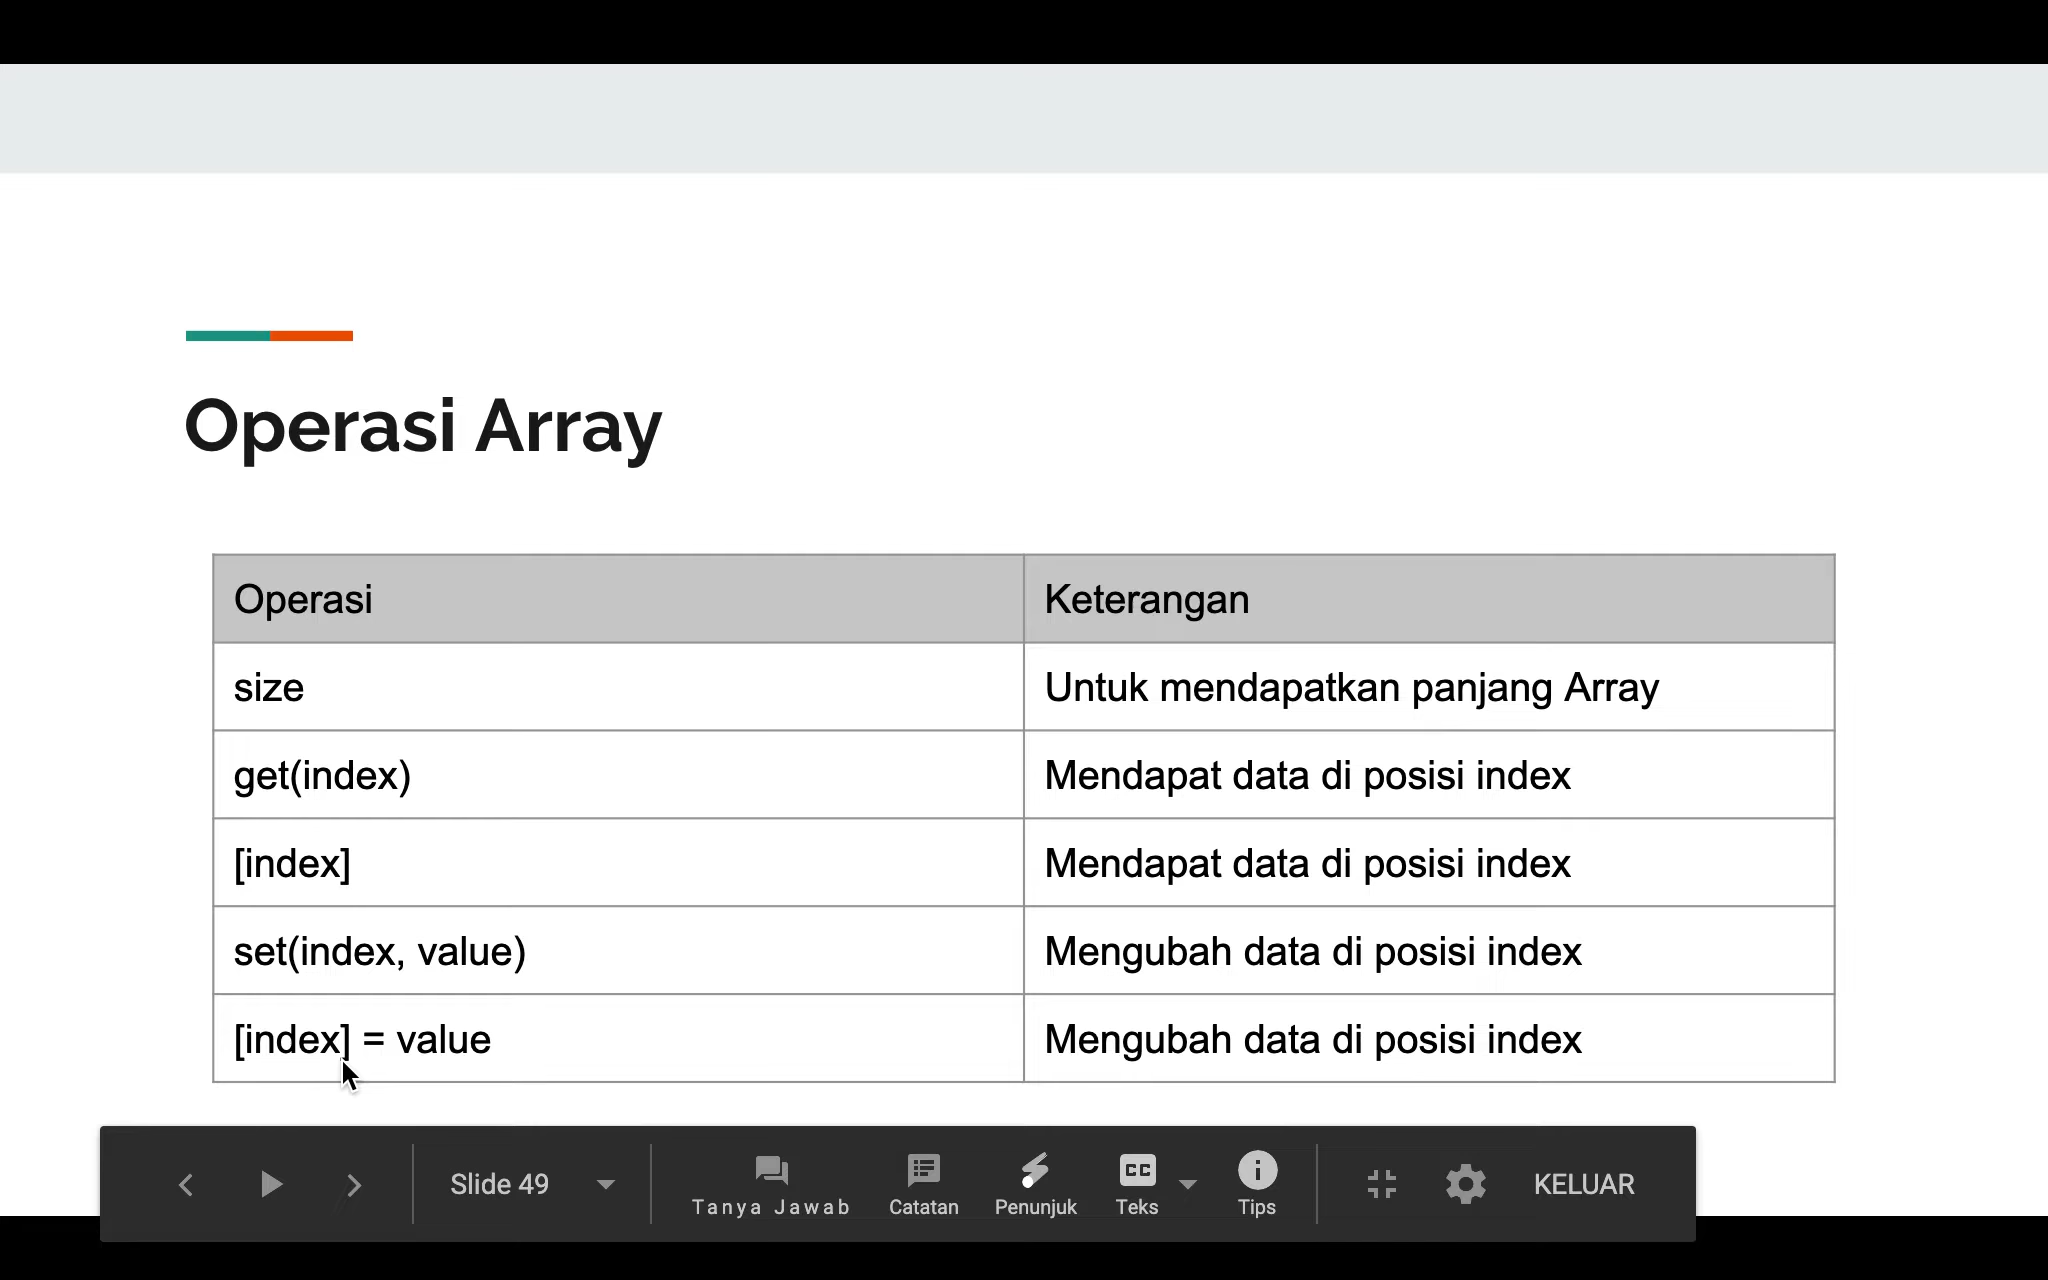 Operasi Array
Operasi Keterangan
size Untuk mendapatkan panjang Array
get(index) Mendapat data di posisi index
[index] Mendapat data di posisi index
set(index, value) Mengubah data di posisi index
[index] = value Mengubah data di posisi index
Slide 49 Tanya Jawab Catatan Penunjuk CC Teks Tips KELUAR